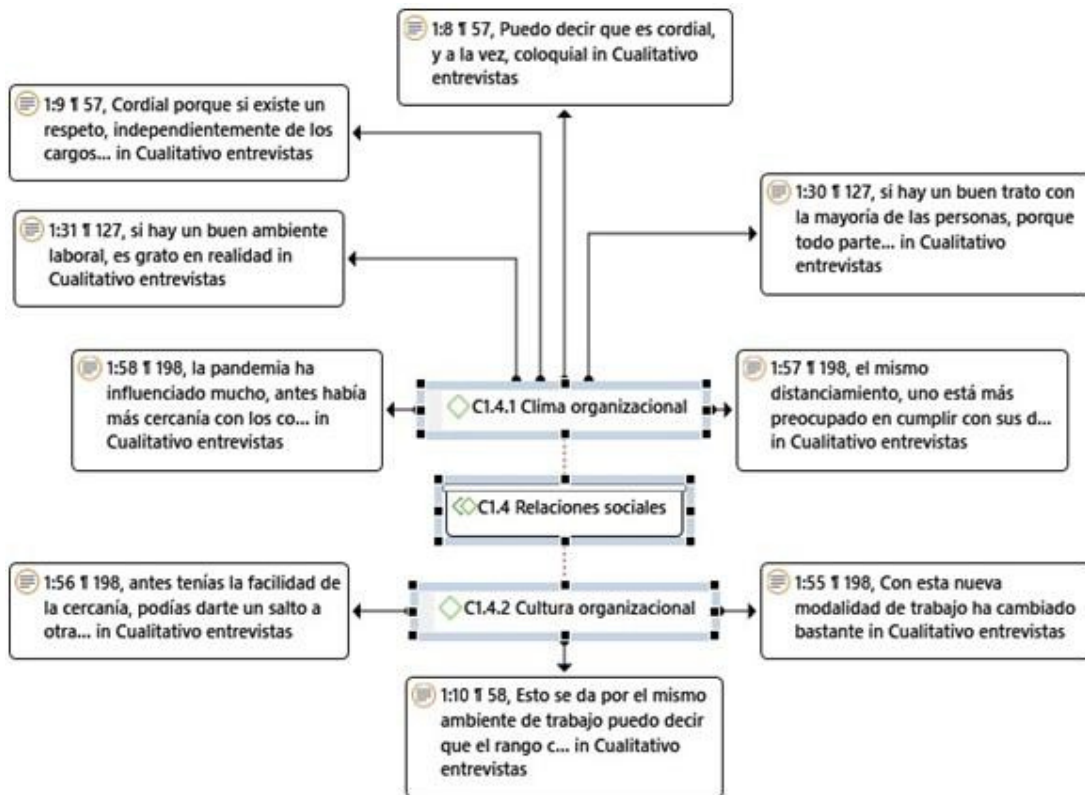 1:8 ¶ 57, Puedo decir que es cordial,
y a la vez, coloquial in Cualitativo
entrevistas
1:9 ¶ 57, Cordial porque si existe un
respeto, independientemente de los
cargos... in Cualitativo entrevistas
1:30 ¶ 127, si hay un buen trato con
la mayoría de las personas, porque
todo parte... in Cualitativo
entrevistas
1:31 ¶ 127, si hay un buen ambiente
laboral, es grato en realidad in
Cualitativo entrevistas
1:58 ¶ 198, la pandemia ha
influenciado mucho, antes había
más cercanía con los co... in
Cualitativo entrevistas
C1.4.1 Clima organizacional
1:57 ¶ 198, el mismo
distanciamiento, uno está más
preocupado en cumplir con sus d...
in Cualitativo entrevistas
C1.4 Relaciones sociales
1:56 ¶ 198, antes tenías la facilidad de
la cercanía, podías darte un salto a
otra... in Cualitativo entrevistas
C1.4.2 Cultura organizacional
1:55 ¶ 198, Con esta nueva
modalidad de trabajo ha cambiado
bastante in Cualitativo entrevistas
1:10 ¶ 58, Esto se da por el mismo
ambiente de trabajo puedo decir
que el rango c... in Cualitativo
entrevistas